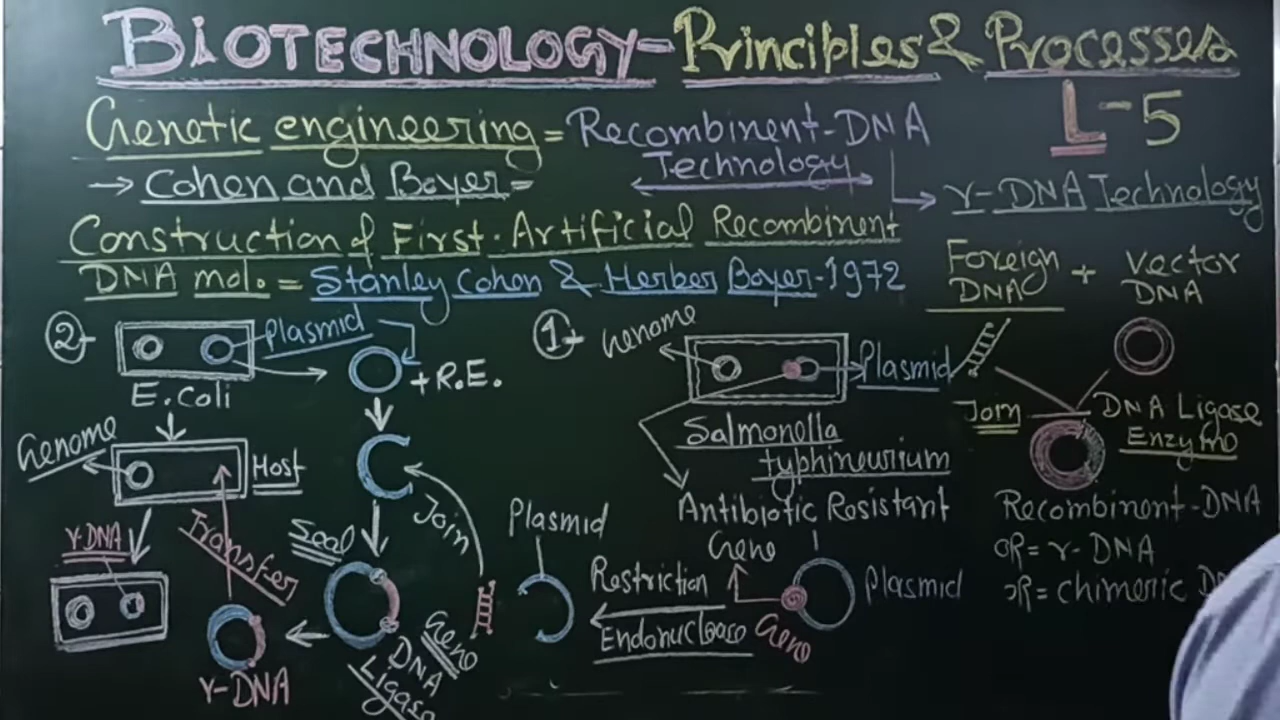 BIOTECHNOLOGY-Principles & Processes
L-5
Genetic engineering = Recombinent-DNA
Technology
→ Cohen and Boyer=
r-DNA Technology
Construction of First Artificial Recombinent
DNA mol. = Stanley Cohen & Herber Boyer-1972
Foreign DNA + Vector DNA
2-
Plasmid
E.Coli
+ R.E.
Genome
Host
r-DNA
Transfer
Seal
Join
Gene
DNA
Ligase
r-DNA
1-
Genome
Plasmid
Salmonella
typhineurium
Antibiotic Resistant
Gene
Plasmid
Gene
Restriction
Endonuclease
Plasmid
Join
DNA Ligase
Enzyme
Recombinent-DNA
OR = r-DNA
OR = chimeric D